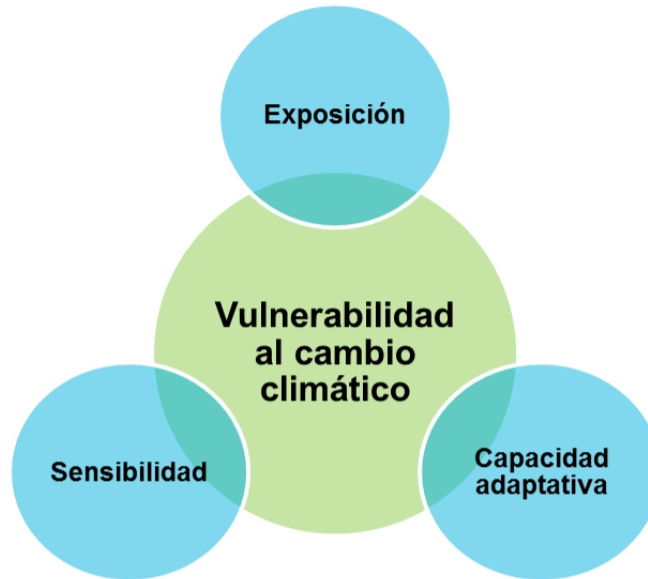 Exposición
Vulnerabilidad
al cambio
climático
Sensibilidad
Capacidad
adaptativa